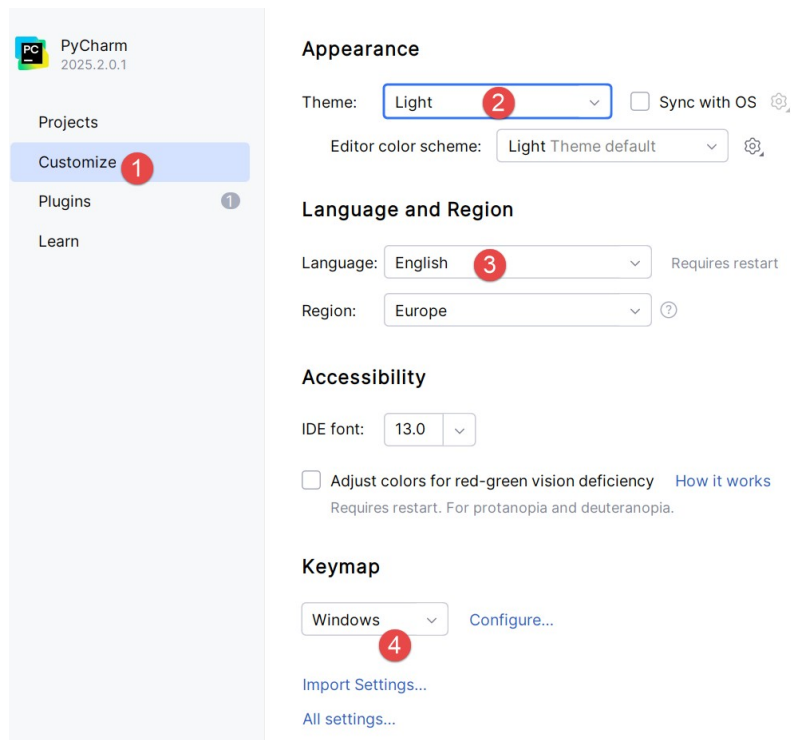 PC
PyCharm
2025.2.0.1
Projects
Customize 1
Plugins 1
Learn
Appearance
Theme: Light 2 Sync with OS
Editor color scheme: Light Theme default
Language and Region
Language: English 3 Requires restart
Region: Europe ?
Accessibility
IDE font: 13.0
Adjust colors for red-green vision deficiency How it works
Requires restart. For protanopia and deuteranopia.
Keymap
Windows Configure...
4
Import Settings...
All settings...